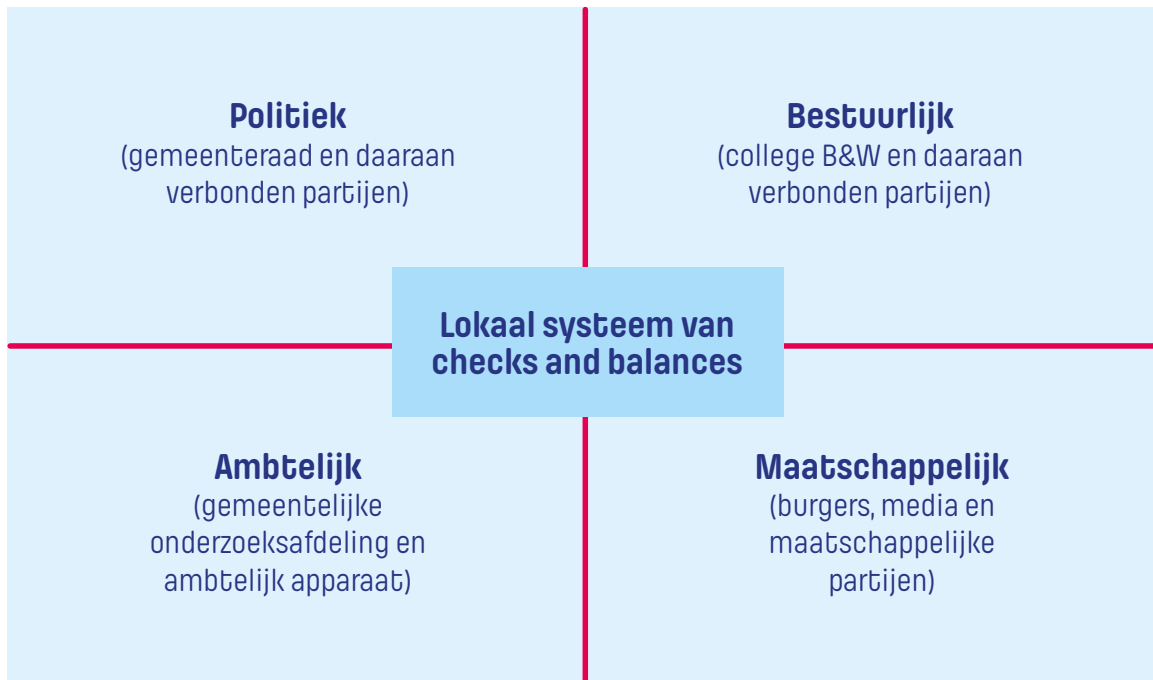 Politiek
(gemeenteraad en daaraan
verbonden partijen)
Bestuurlijk
(college B&W en daaraan
verbonden partijen)
Lokaal systeem van
checks and balances
Ambtelijk
(gemeentelijke
onderzoeksafdeling en
ambtelijk apparaat)
Maatschappelijk
(burgers, media en
maatschappelijke
partijen)